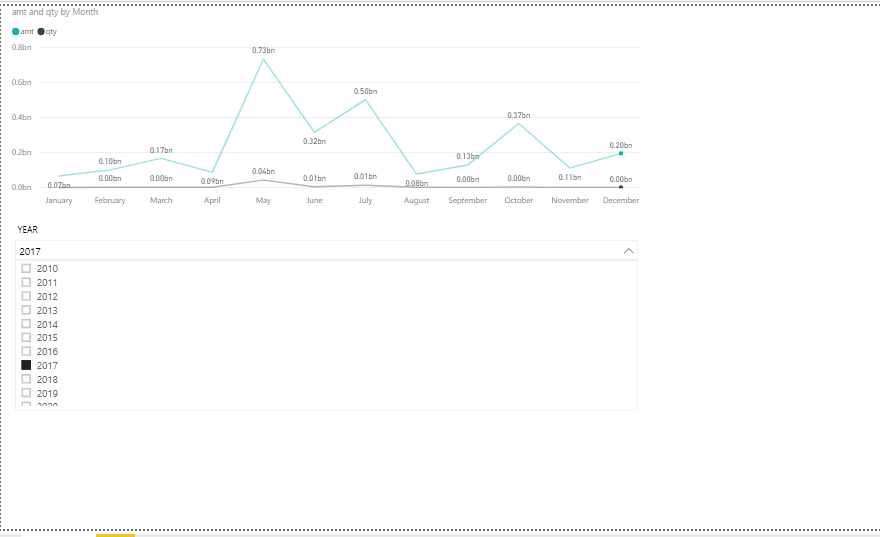 amt and qty by Month
amt qty
0.8bn
0.6bn
0.4bn
0.2bn
0.0bn
0.07bn
0.10bn
0.17bn
0.09bn
0.73bn
0.32bn
0.50bn
0.08bn
0.13bn
0.37bn
0.11bn
0.20bn
0.00bn
0.00bn
0.04bn
0.01bn
0.01bn
0.00bn
0.00bn
0.00bn
January February March April May June July August September October November December
YEAR
2017
2010
2011
2012
2013
2014
2015
2016
2017
2018
2019
2020